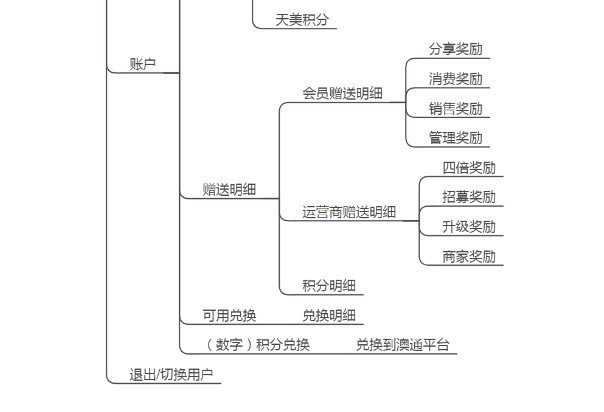 天美积分
账户
分享奖励
消费奖励
会员赠送明细
销售奖励
管理奖励
四倍奖励
赠送明细
招募奖励
运营商赠送明细
升级奖励
商家奖励
积分明细
可用兑换
兑换明细
（数字）积分兑换
兑换到澳通平台
退出/切换用户